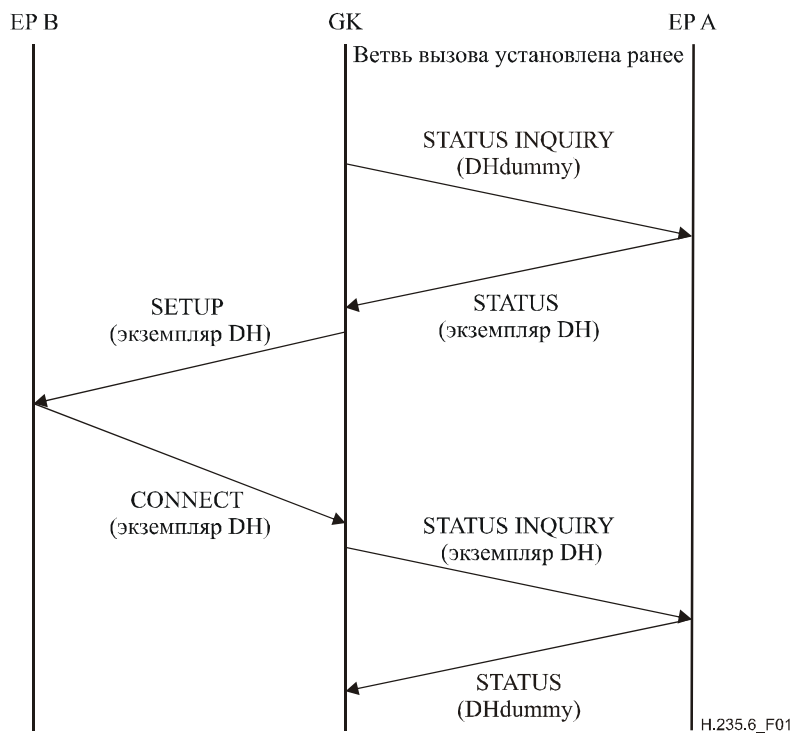 EP B
GK
EP A
Ветвь вызова установлена ранее
STATUS INQUIRY
(DHdummy)
SETUP
(экземпляр DH)
STATUS
(экземпляр DH)
CONNECT
(экземпляр DH)
STATUS INQUIRY
(экземпляр DH)
STATUS
(DHdummy)
H.235.6_F01